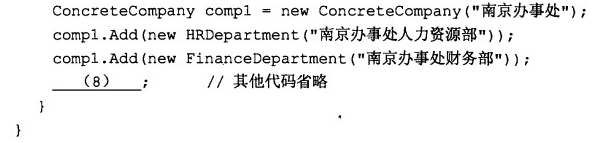 ConcreteCompany comp1 = new ConcreteCompany("南京办事处");
comp1.Add(new HRDepartment("南京办事处人力资源部"));
comp1.Add(new FinanceDepartment("南京办事处财务部"));
(8) ; // 其他代码省略
}
}